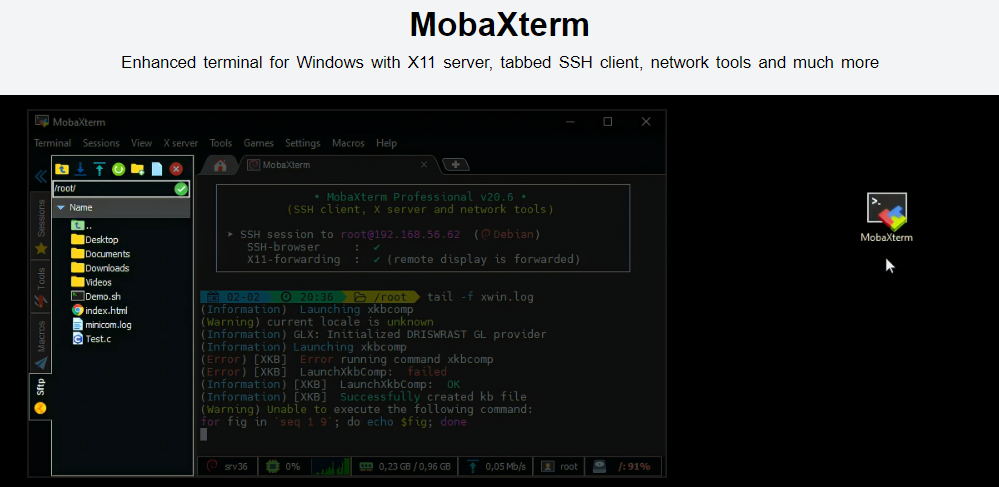 MobaXterm
Enhanced terminal for Windows with X11 server, tabbed SSH client, network tools and much more
MobaXterm
Terminal Sessions View X server Tools Games Settings Macros Help
MobaXterm
/root/
Name
..
Desktop
Documents
Downloads
Videos
Demo.sh
index.html
minicom.log
Test.c
Sessions
Tools
Macros
Sftp
• MobaXterm Professional v20.6 •
(SSH client, X server and network tools)
➤ SSH session to root@192.168.56.62 (Debian)
SSH-browser : ✔
X11-forwarding : ✔ (remote display is forwarded)
02-02 20:36 /root tail -f xwin.log
(Information) Launching xkbcomp
(Warning) current locale is unknown
(Information) GLX: Initialized DRISWRAST GL provider
(Information) Launching xkbcomp
(Error) [XKB] Error running command xkbcomp
(Error) [XKB] LaunchXkbComp: failed
(Information) [XKB] LaunchXkbComp: OK
(Information) [XKB] Successfully created kb file
(Warning) Unable to execute the following command:
for fig in `seq 1 9`; do echo $fig; done
srv36 0% 0,23 GB / 0,96 GB 0,05 Mb/s root /: 91%
>_
MobaXterm